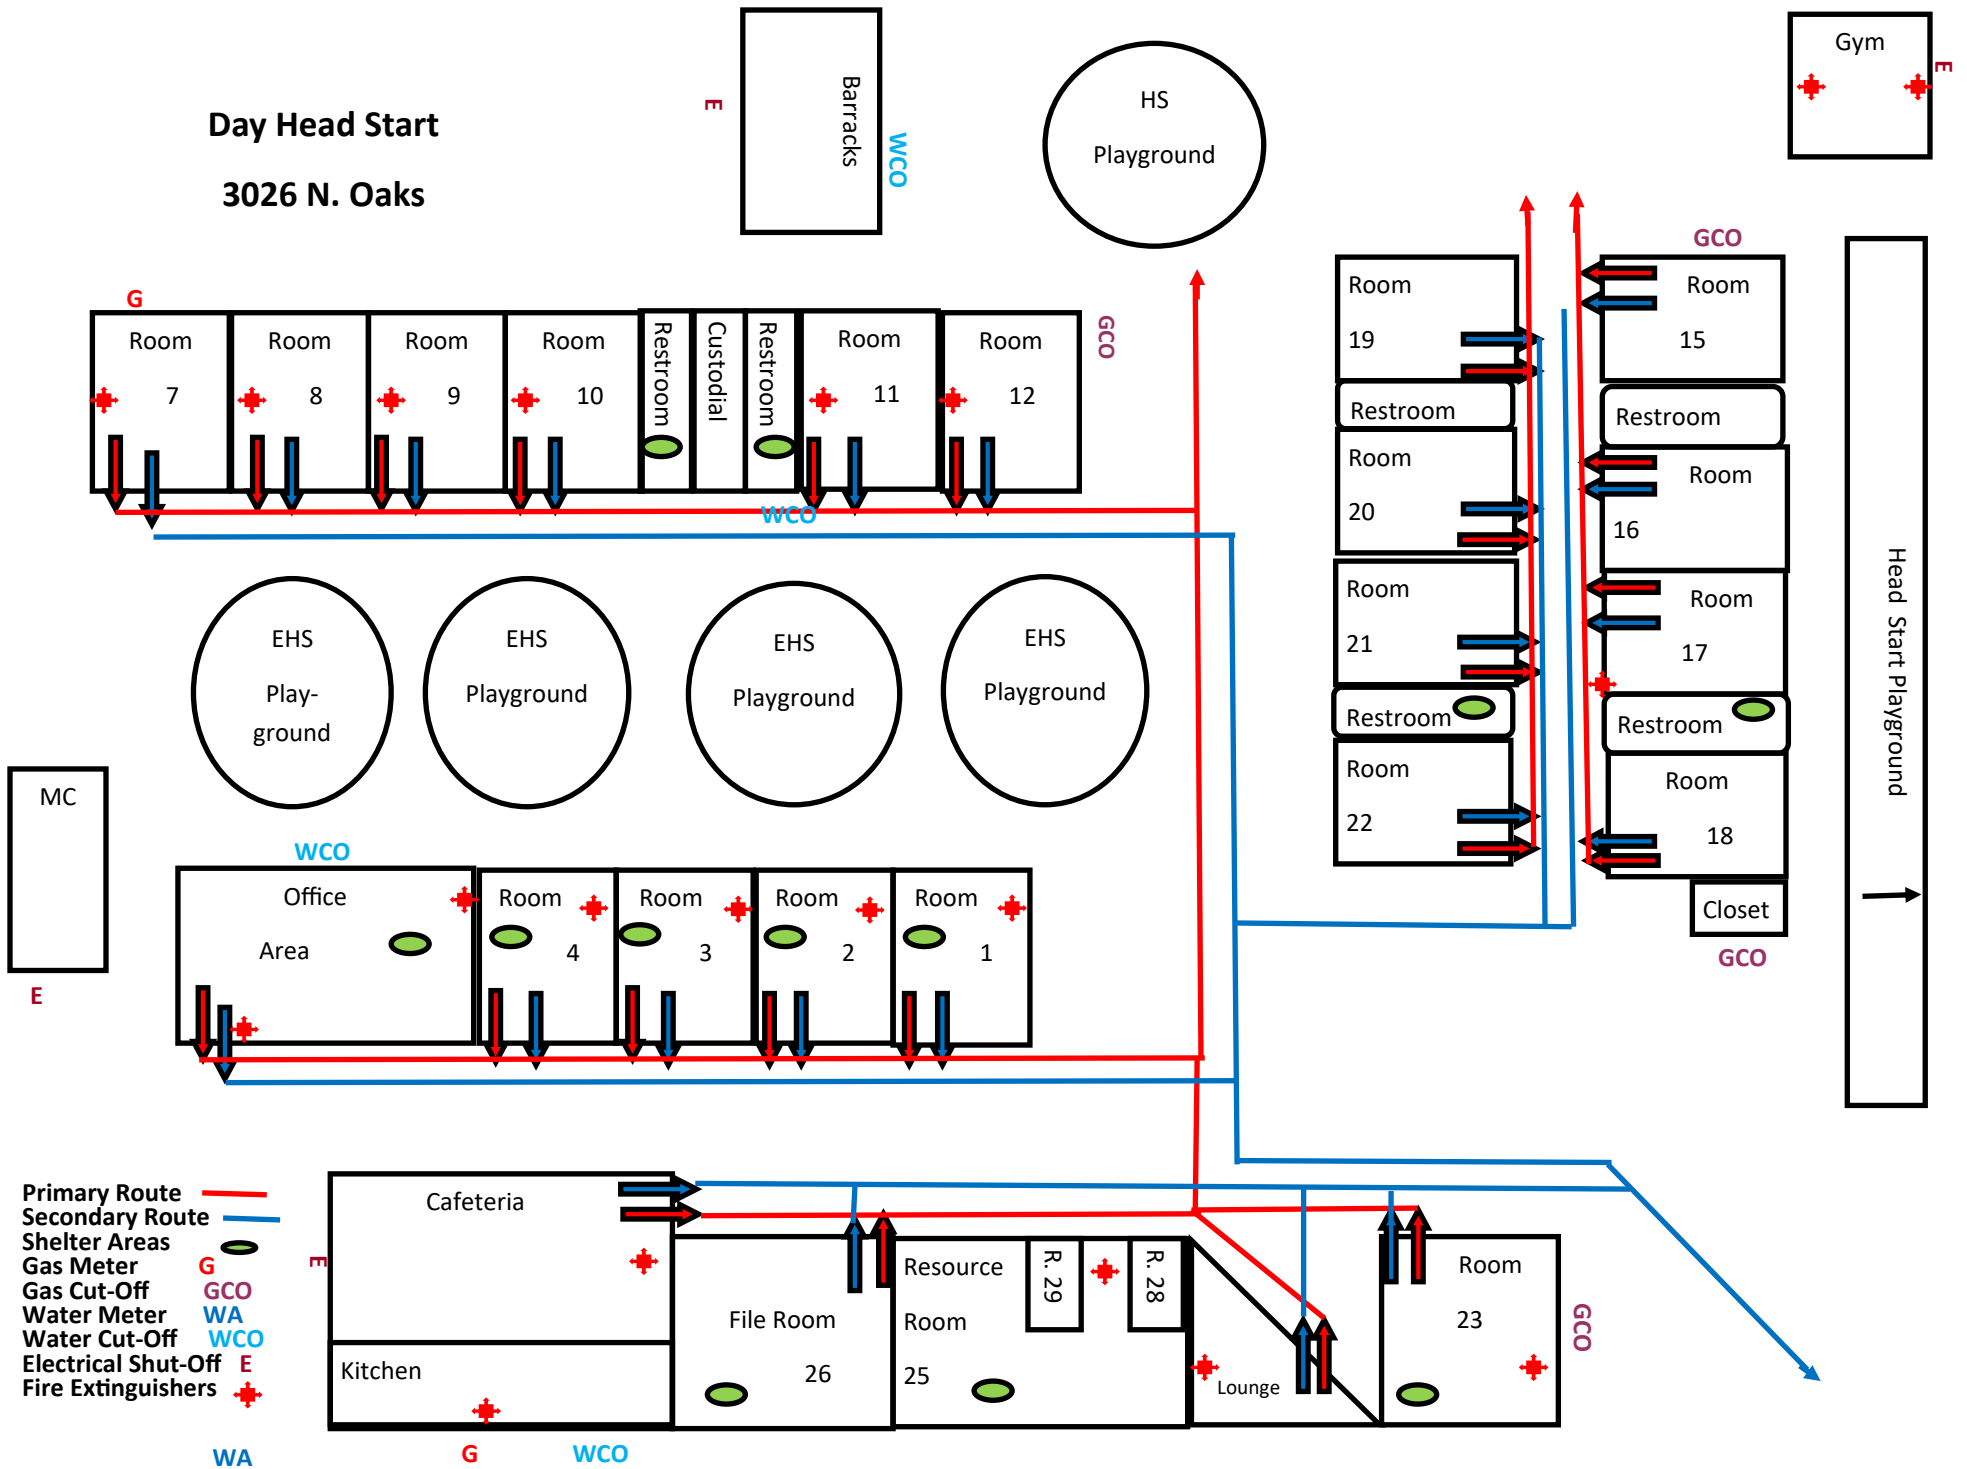 Day Head Start
3026 N. Oaks
E
Barracks
WCO
HS
Playground
Gym
E
G
Room
7
Room
8
Room
9
Room
10
Restroom
Custodial
Restroom
Room
11
Room
12
GCO
WCO
Room
19
Restroom
Room
20
Room
21
Restroom
Room
22
GCO
Room
15
Restroom
Room
16
Room
17
Restroom
Room
18
Closet
GCO
Head Start Playground
EHS
Play-
ground
EHS
Playground
EHS
Playground
EHS
Playground
MC
E
WCO
Office
Area
Room
4
Room
3
Room
2
Room
1
Primary Route
Secondary Route
Shelter Areas
Gas Meter G
Gas Cut-Off GCO
Water Meter WA
Water Cut-Off WCO
Electrical Shut-Off E
Fire Extinguishers
WA
E
Cafeteria
Kitchen
G
WCO
File Room
26
Resource
Room
25
R. 29
R. 28
Lounge
Room
23
GCO